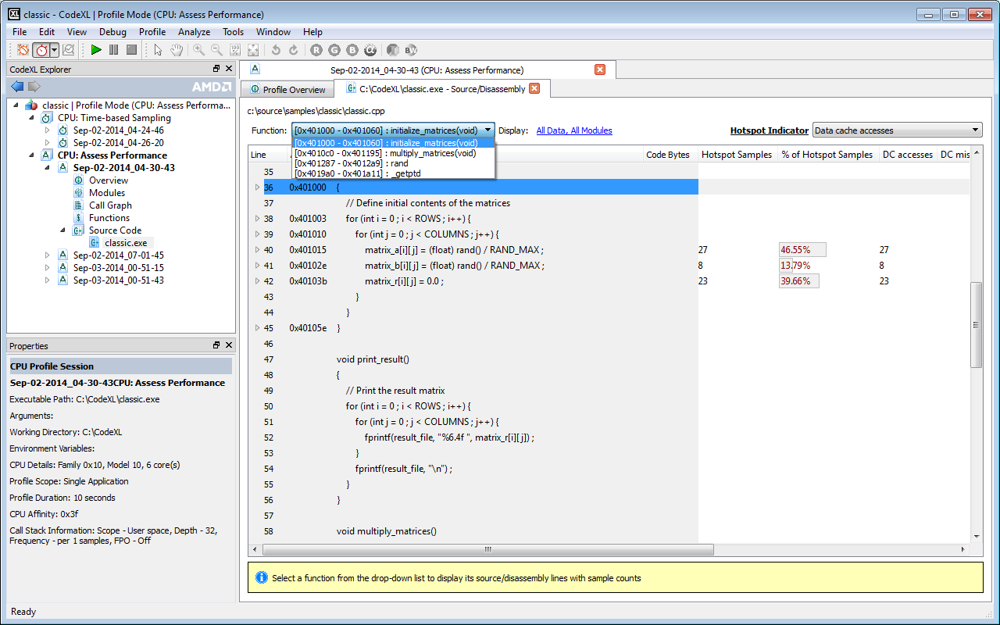 XL classic - CodeXL | Profile Mode (CPU: Assess Performance)
File Edit View Debug Profile Analyze Tools Window Help
CodeXL Explorer
AMD
classic | Profile Mode (CPU: Assess Performa...
CPU: Time-based Sampling
Sep-02-2014_04-24-46
Sep-02-2014_04-26-20
CPU: Assess Performance
Sep-02-2014_04-30-43
Overview
Modules
Call Graph
Functions
Source Code
classic.exe
Sep-02-2014_07-01-45
Sep-03-2014_00-51-15
Sep-03-2014_00-51-43
Properties
CPU Profile Session
Sep-02-2014_04-30-43CPU: Assess Performance
Executable Path: C:\CodeXL\classic.exe
Arguments:
Working Directory: C:\CodeXL
Environment Variables:
CPU Details: Family 0x10, Model 10, 6 core(s)
Profile Scope: Single Application
Profile Duration: 10 seconds
CPU Affinity: 0x3f
Call Stack Information: Scope - User space, Depth - 32,
Frequency - per 1 samples, FPO - Off
Sep-02-2014_04-30-43 (CPU: Assess Performance)
Profile Overview C:\CodeXL\classic.exe - Source/Disassembly
c:\source\samples\classic\classic.cpp
Function: [0x401000 - 0x401060] : initialize_matrices(void) Display: All Data, All Modules Hotspot Indicator Data cache accesses
[0x401000 - 0x401060] : initialize_matrices(void)
[0x4010c0 - 0x401195] : multiply_matrices(void)
[0x401287 - 0x4012a9] : rand
[0x4019a0 - 0x401a11] : _getptd
Line Code Bytes Hotspot Samples % of Hotspot Samples DC accesses DC mis
35
36 0x401000 {
37 // Define initial contents of the matrices
38 0x401003 for (int i = 0 ; i < ROWS ; i++) {
39 0x401010 for (int j = 0 ; j < COLUMNS ; j++) {
40 0x401015 matrix_a[i][j] = (float) rand() / RAND_MAX ; 27 46.55% 27
41 0x40102e matrix_b[i][j] = (float) rand() / RAND_MAX ; 8 13.79% 8
42 0x40103b matrix_r[i][j] = 0.0 ; 23 39.66% 23
43 }
44 }
45 0x40105e }
46
47 void print_result()
48 {
49 // Print the result matrix
50 for (int i = 0 ; i < ROWS ; i++) {
51 for (int j = 0 ; j < COLUMNS ; j++) {
52 fprintf(result_file, "%6.4f ", matrix_r[i][j]) ;
53 }
54 fprintf(result_file, "\n") ;
55 }
56 }
57
58 void multiply_matrices()
Select a function from the drop-down list to display its source/disassembly lines with sample counts
Ready